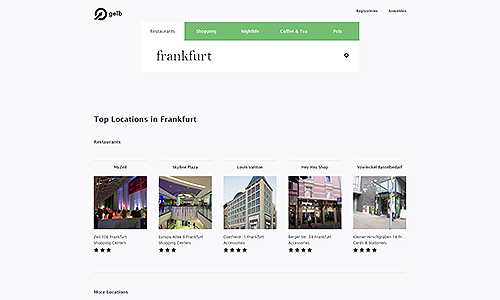 gelb
Registrieren Anmelden
Restaurants Shopping Nightlife Coffee & Tea Pets
frankfurt
Top Locations in Frankfurt
Restaurants
MyZeil Skyline Plaza Louis Vuitton Hey Hey Shop Vowinckel Bastelbedarf
Zeil 106 Frankfurt Europa-Allee 6 Frankfurt Goethestr. 1 Frankfurt Berger Str. 54 Frankfurt Kleiner Hirschgraben 14 Fr...
Shopping Centers Shopping Centers Accessories Accessories Cards & Stationery
More Locations